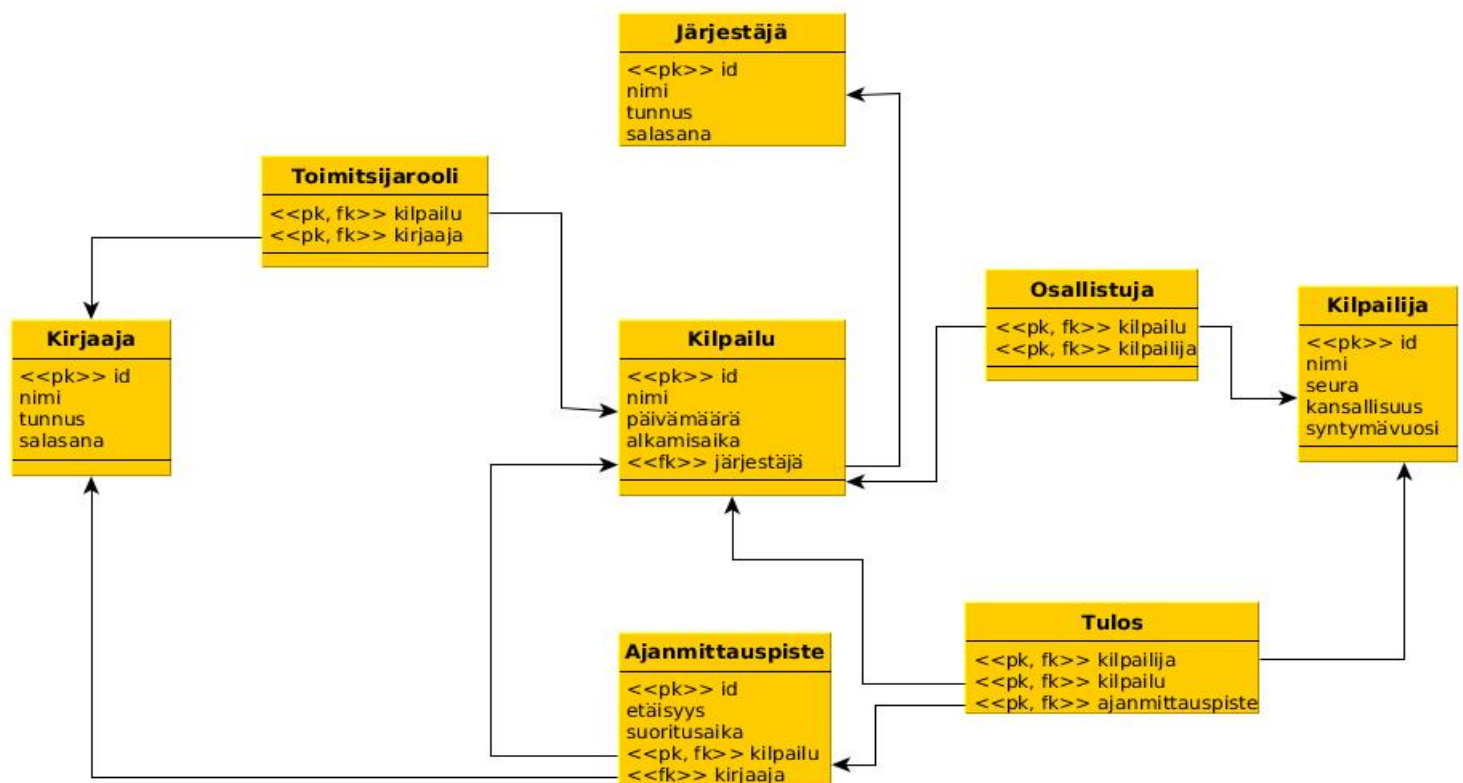 Järjestäjä
<<pk>> id
nimi
tunnus
salasana
Toimitsijarooli
<<pk, fk>> kilpailu
<<pk, fk>> kirjaaja
Kirjaaja
<<pk>> id
nimi
tunnus
salasana
Kilpailu
<<pk>> id
nimi
päivämäärä
alkamisaika
<<fk>> järjestäjä
Osallistuja
<<pk, fk>> kilpailu
<<pk, fk>> kilpailija
Kilpailija
<<pk>> id
nimi
seura
kansallisuus
syntymävuosi
Ajanmittauspiste
<<pk>> id
etäisyys
suoritusaika
<<pk, fk>> kilpailu
<<fk>> kirjaaja
Tulos
<<pk, fk>> kilpailija
<<pk, fk>> kilpailu
<<pk, fk>> ajanmittauspiste